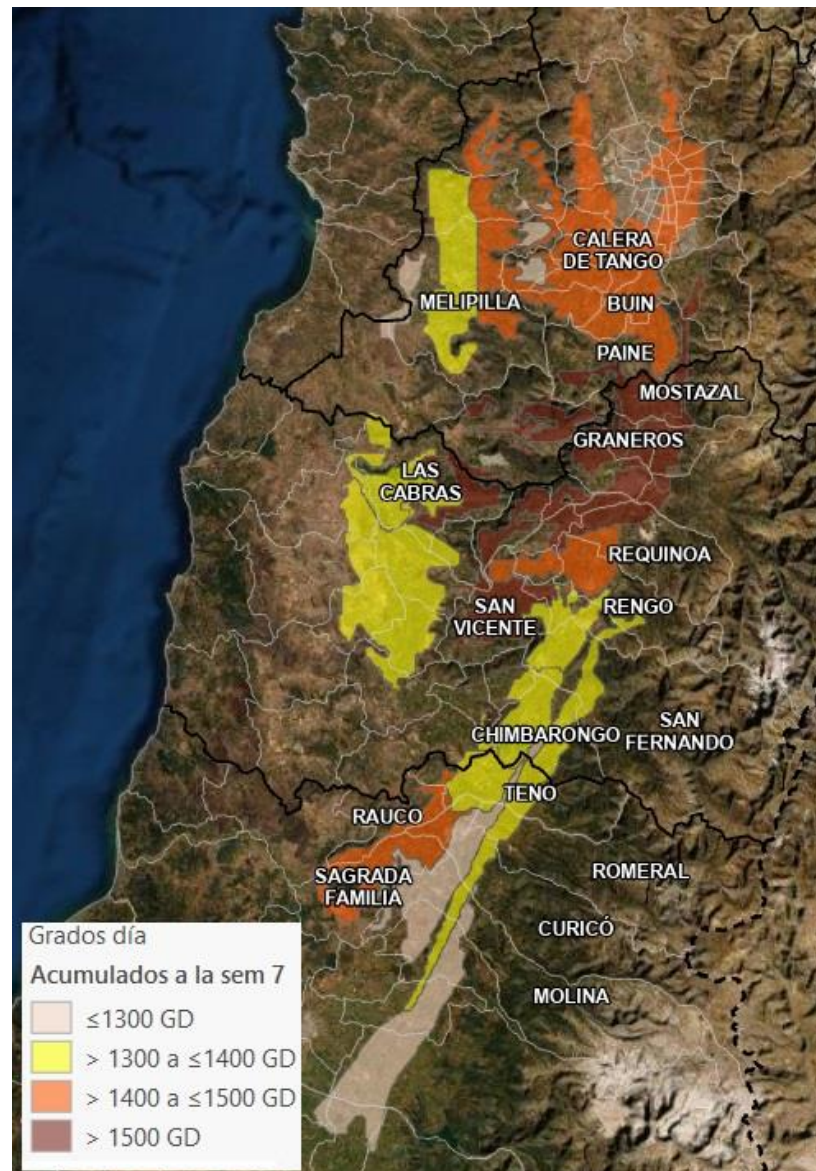 CALERA
DE TANGO
MELIPILLA
BUIN
PAINE
MOSTAZAL
GRANEROS
LAS
CABRAS
REQUINOA
SAN
VICENTE
RENGO
CHIMBARONGO
SAN
FERNANDO
TENO
RAUCO
SAGRADA
FAMILIA
ROMERAL
CURICÓ
MOLINA
Grados día
Acumulados a la sem 7
≤1300 GD
> 1300 a ≤1400 GD
> 1400 a ≤1500 GD
> 1500 GD